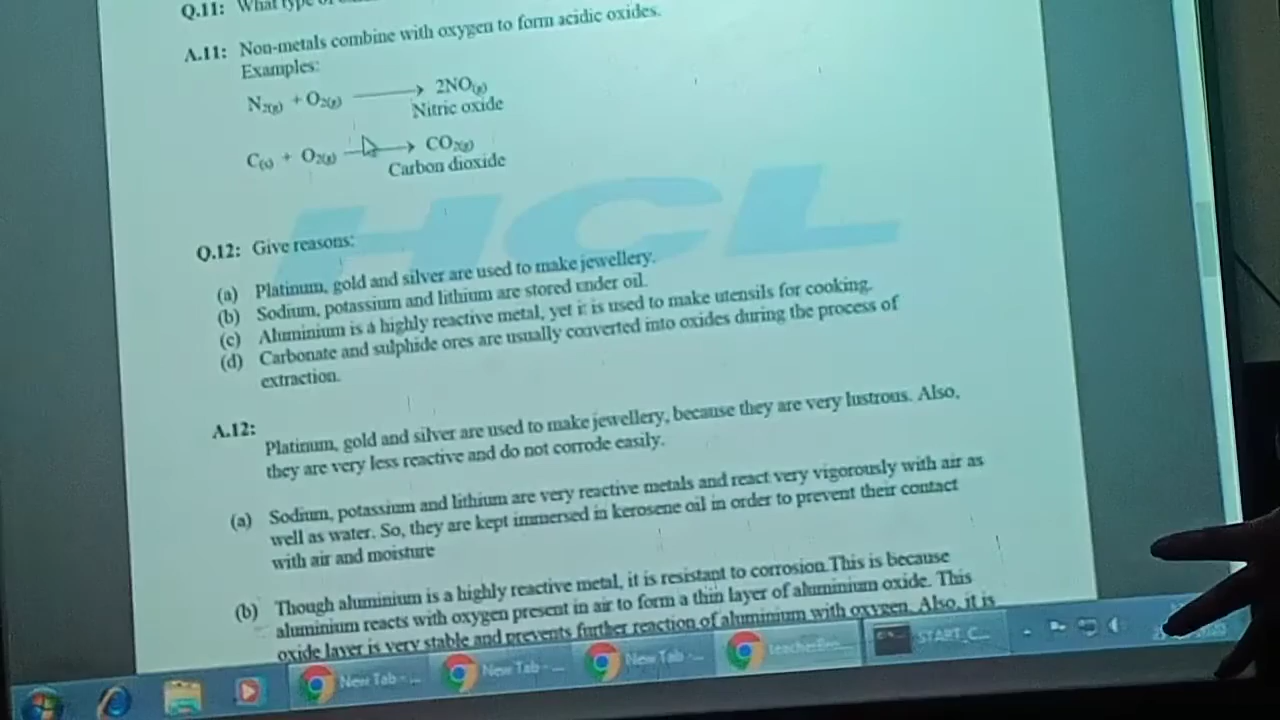 Q.11: What type of
A.11: Non-metals combine with oxygen to form acidic oxides.
Examples:
N2(g) + O2(g) ⟶ 2NO(g)
Nitric oxide
C(s) + O2(g) ⟶ CO2(g)
Carbon dioxide
HCL
Q.12: Give reasons:
(a) Platinum, gold and silver are used to make jewellery.
(b) Sodium, potassium and lithium are stored under oil.
(c) Aluminium is a highly reactive metal, yet it is used to make utensils for cooking.
(d) Carbonate and sulphide ores are usually converted into oxides during the process of
extraction.
A.12:
Platinum, gold and silver are used to make jewellery, because they are very lustrous. Also,
they are very less reactive and do not corrode easily.
(a) Sodium, potassium and lithium are very reactive metals and react very vigorously with air as
well as water. So, they are kept immersed in kerosene oil in order to prevent their contact
with air and moisture
(b) Though aluminium is a highly reactive metal, it is resistant to corrosion.This is because
aluminium reacts with oxygen present in air to form a thin layer of aluminium oxide. This
oxide layer is very stable and prevents further reaction of aluminium with oxygen. Also, it is
New Tab - ... New Tab - ... New Tab - ... START_C...